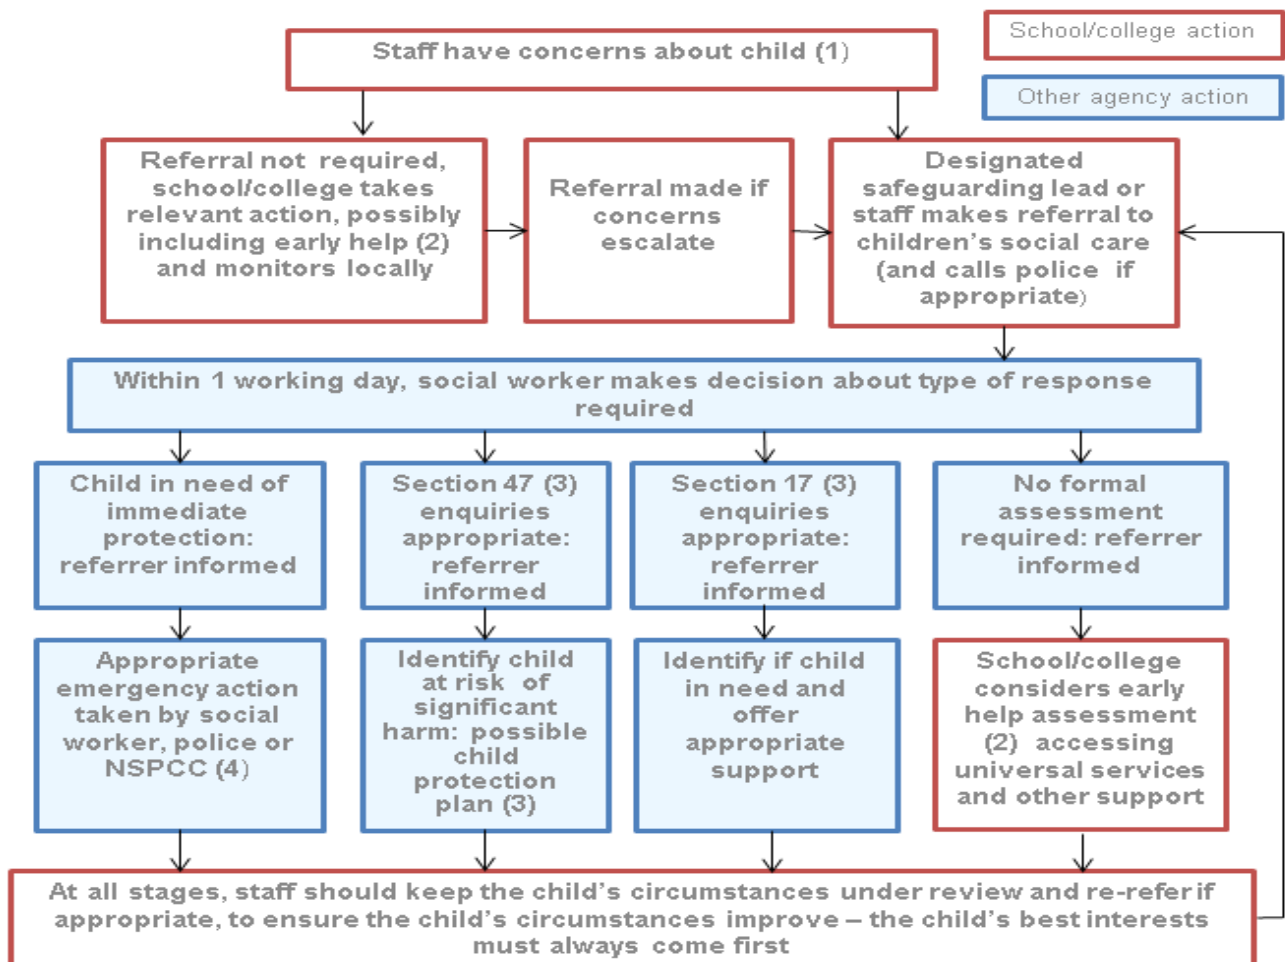 Staff have concerns about child (1)
School/college action
Other agency action
Referral not required,
school/college takes
relevant action, possibly
including early help (2)
and monitors locally
Referral made if
concerns
escalate
Designated
safeguarding lead or
staff makes referral to
children's social care
(and calls police if
appropriate)
Within 1 working day, social worker makes decision about type of response
required
Child in need of
immediate
protection:
referrer informed
Section 47 (3)
enquiries
appropriate:
referrer
informed
Section 17 (3)
enquiries
appropriate:
referrer
informed
No formal
assessment
required: referrer
informed
Appropriate
emergency action
taken by social
worker, police or
NSPCC (4)
Identify child
at risk of
significant
harm: possible
child
protection
plan (3)
Identify if child
in need and
offer
appropriate
support
School/college
considers early
help assessment
(2) accessing
universal services
and other support
At all stages, staff should keep the child's circumstances under review and re-refer if
appropriate, to ensure the child's circumstances improve – the child's best interests
must always come first